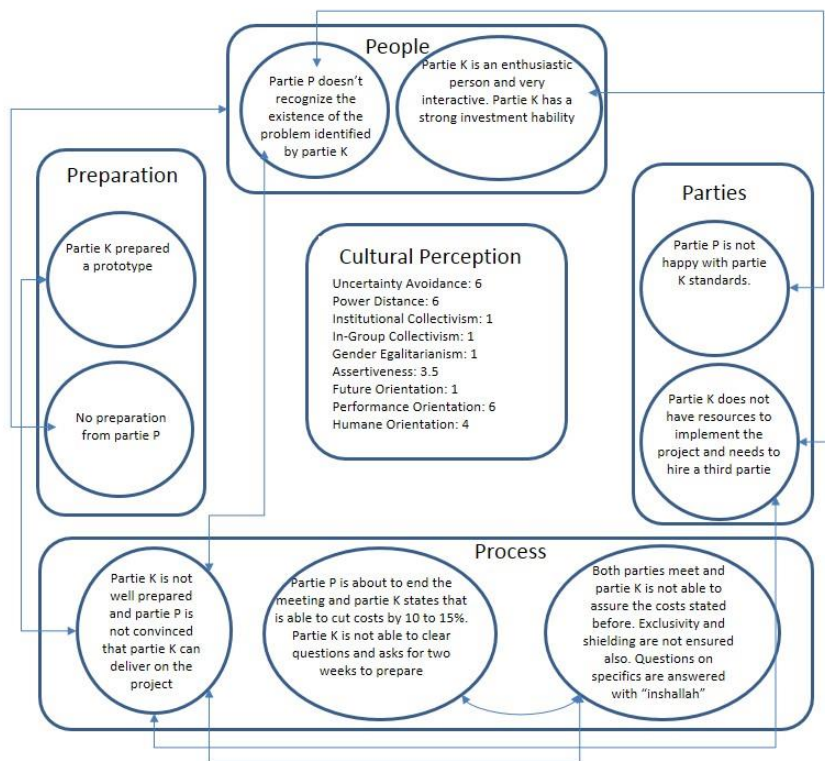 People
Partie P doesn’t
recognize the
existence of the
problem identified
by partie K
Partie K is an enthusiastic
person and very
interactive. Partie K has a
strong investment hability
Preparation
Partie K prepared
a prototype
No preparation
from partie P
Cultural Perception
Uncertainty Avoidance: 6
Power Distance: 6
Institutional Collectivism: 1
In-Group Collectivism: 1
Gender Egalitarianism: 1
Assertiveness: 3.5
Future Orientation: 1
Performance Orientation: 6
Humane Orientation: 4
Parties
Partie P is not
happy with partie
K standards.
Partie K does not
have resources to
implement the
project and needs to
hire a third partie
Process
Partie K is not
well prepared
and partie P is
not convinced
that partie K can
deliver on the
project
Partie P is about to end the
meeting and partie K states that
is able to cut costs by 10 to 15%.
Partie K is not able to clear
questions and asks for two
weeks to prepare
Both parties meet and
partie K is not able to
assure the costs stated
before. Exclusivity and
shielding are not ensured
also. Questions on
specifics are answered
with “inshallah”